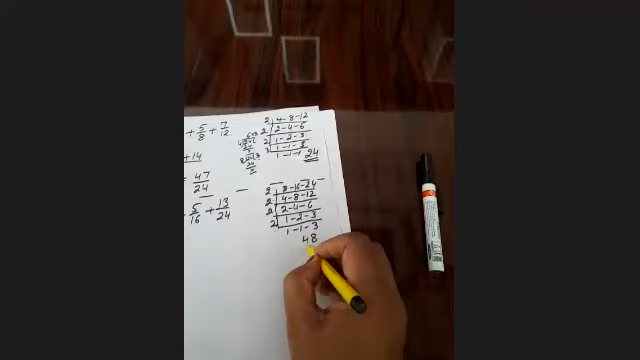 + 5/8 + 7/12
+ 14
= 47/24
5/16 + 13/24
2 | 4 - 8 - 12
2 | 2 - 4 - 6
2 | 1 - 2 - 3
3 | 1 - 1 - 3
1 - 1 - 1 24
2 | 8 - 16 - 24
2 | 4 - 8 - 12
2 | 2 - 4 - 6
2 | 1 - 2 - 3
1 - 1 - 3
48